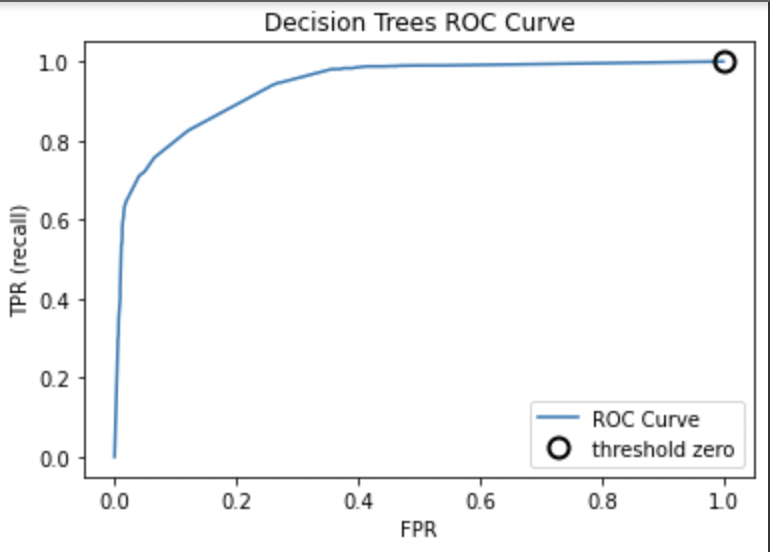 Decision Trees ROC Curve
1.0
0.8
0.6
0.4
0.2
0.0
TPR (recall)
ROC Curve
threshold zero
0.0 0.2 0.4 0.6 0.8 1.0
FPR